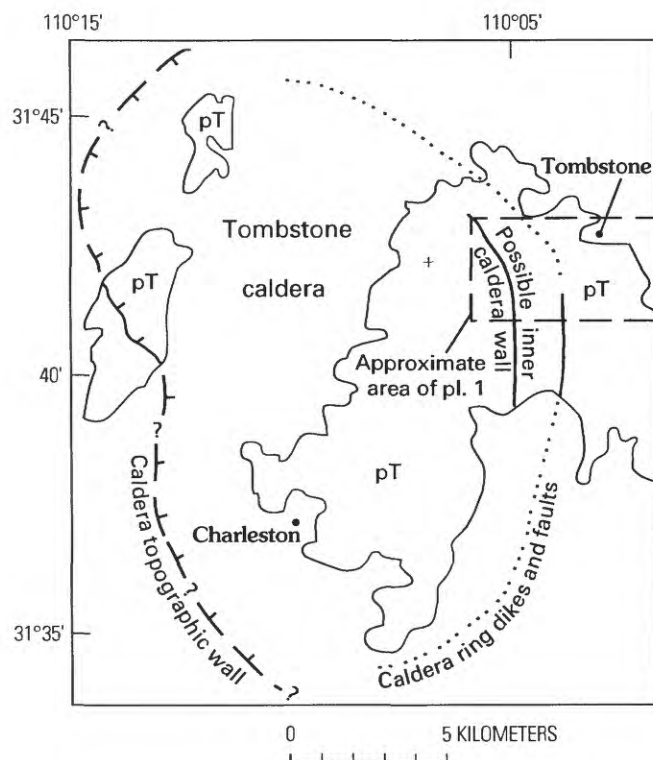 110°15'
110°05'
31°45'
pT
Tombstone
Tombstone
caldera
pT
Possible inner
caldera wall
pT
Approximate
area of pl. 1
40'
?
?
pT
Charleston
Caldera topographic wall
?
?
Caldera ring dikes and faults
31°35'
?
0 5 KILOMETERS